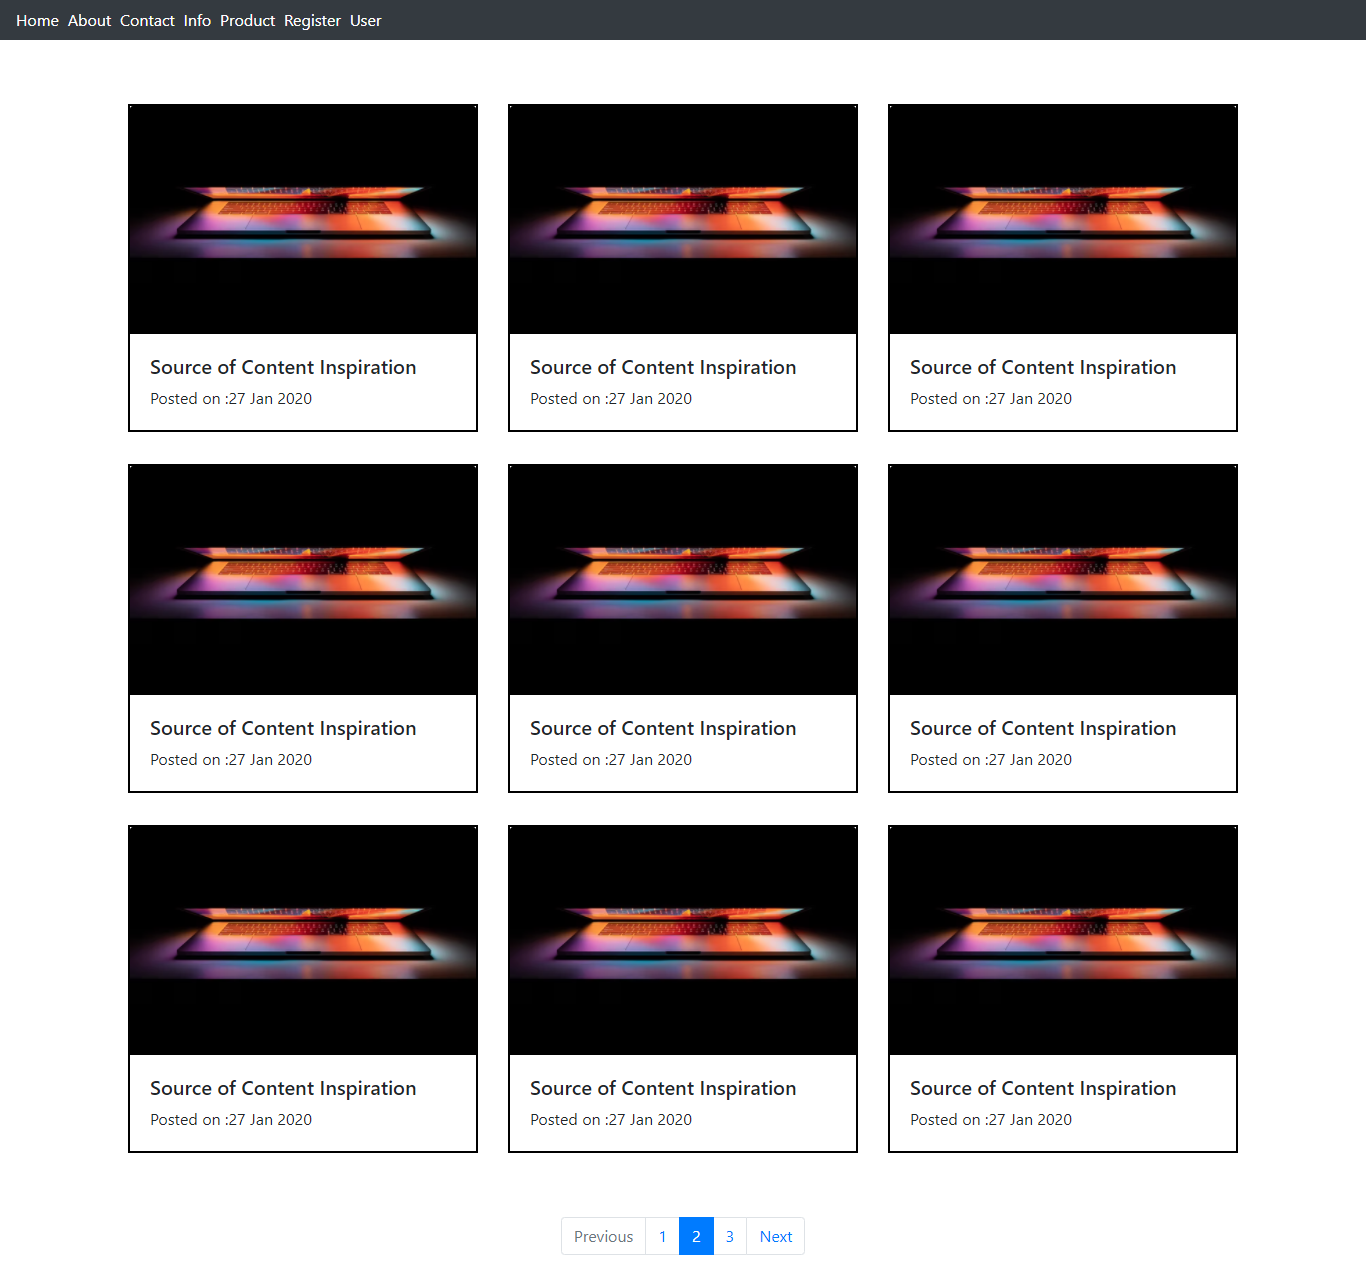 Home About Contact Info Product Register User
Source of Content Inspiration
Posted on :27 Jan 2020
Source of Content Inspiration
Posted on :27 Jan 2020
Source of Content Inspiration
Posted on :27 Jan 2020
Source of Content Inspiration
Posted on :27 Jan 2020
Source of Content Inspiration
Posted on :27 Jan 2020
Source of Content Inspiration
Posted on :27 Jan 2020
Source of Content Inspiration
Posted on :27 Jan 2020
Source of Content Inspiration
Posted on :27 Jan 2020
Source of Content Inspiration
Posted on :27 Jan 2020
Previous 1 2 3 Next